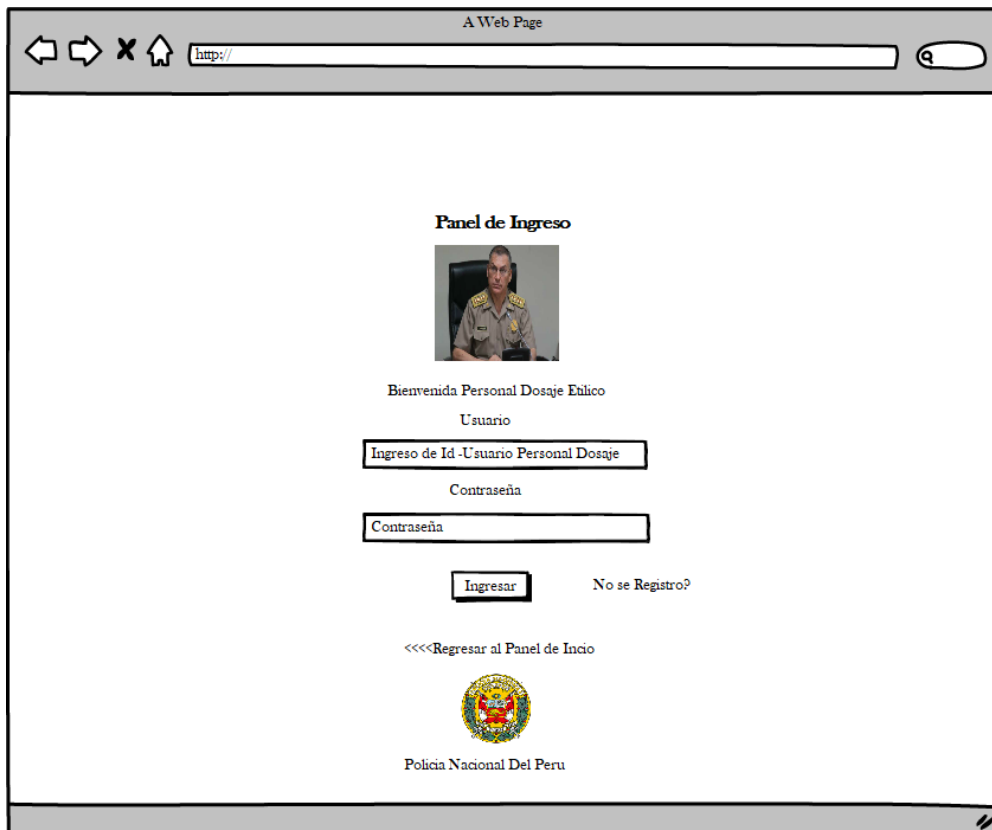 A Web Page
http://
Panel de Ingreso
Bienvenida Personal Dosaje Etilico
Usuario
Ingreso de Id -Usuario Personal Dosaje
Contraseña
Contraseña
Ingresar
No se Registro?
<<<<Regresar al Panel de Incio
Policia Nacional Del Peru